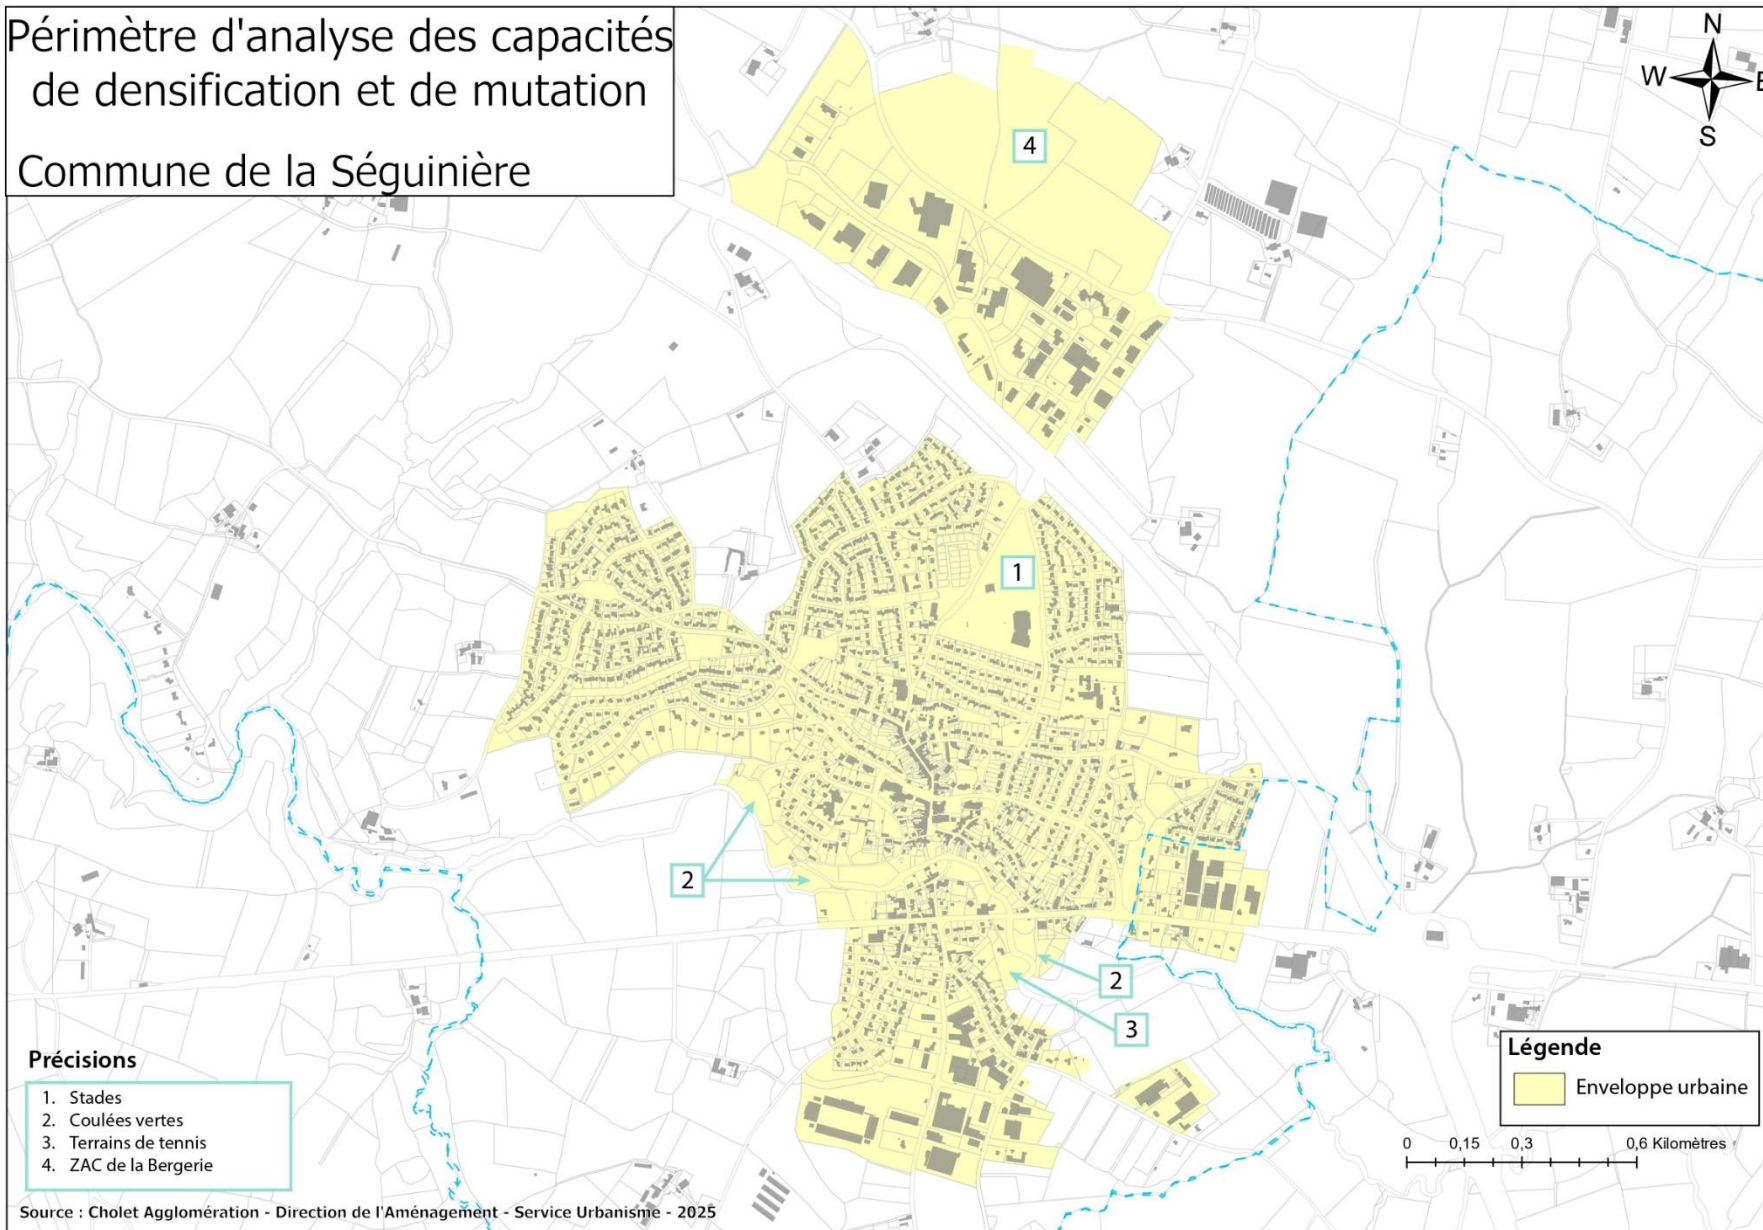 Périmètre d'analyse des capacités
de densification et de mutation
Commune de la Séguinière
N
W
E
S
4
1
2
2
3
Précisions
1. Stades
2. Coulées vertes
3. Terrains de tennis
4. ZAC de la Bergerie
Légende
Enveloppe urbaine
0 0,15 0,3 0,6 Kilomètres
Source : Cholet Agglomération - Direction de l'Aménagement - Service Urbanisme - 2025